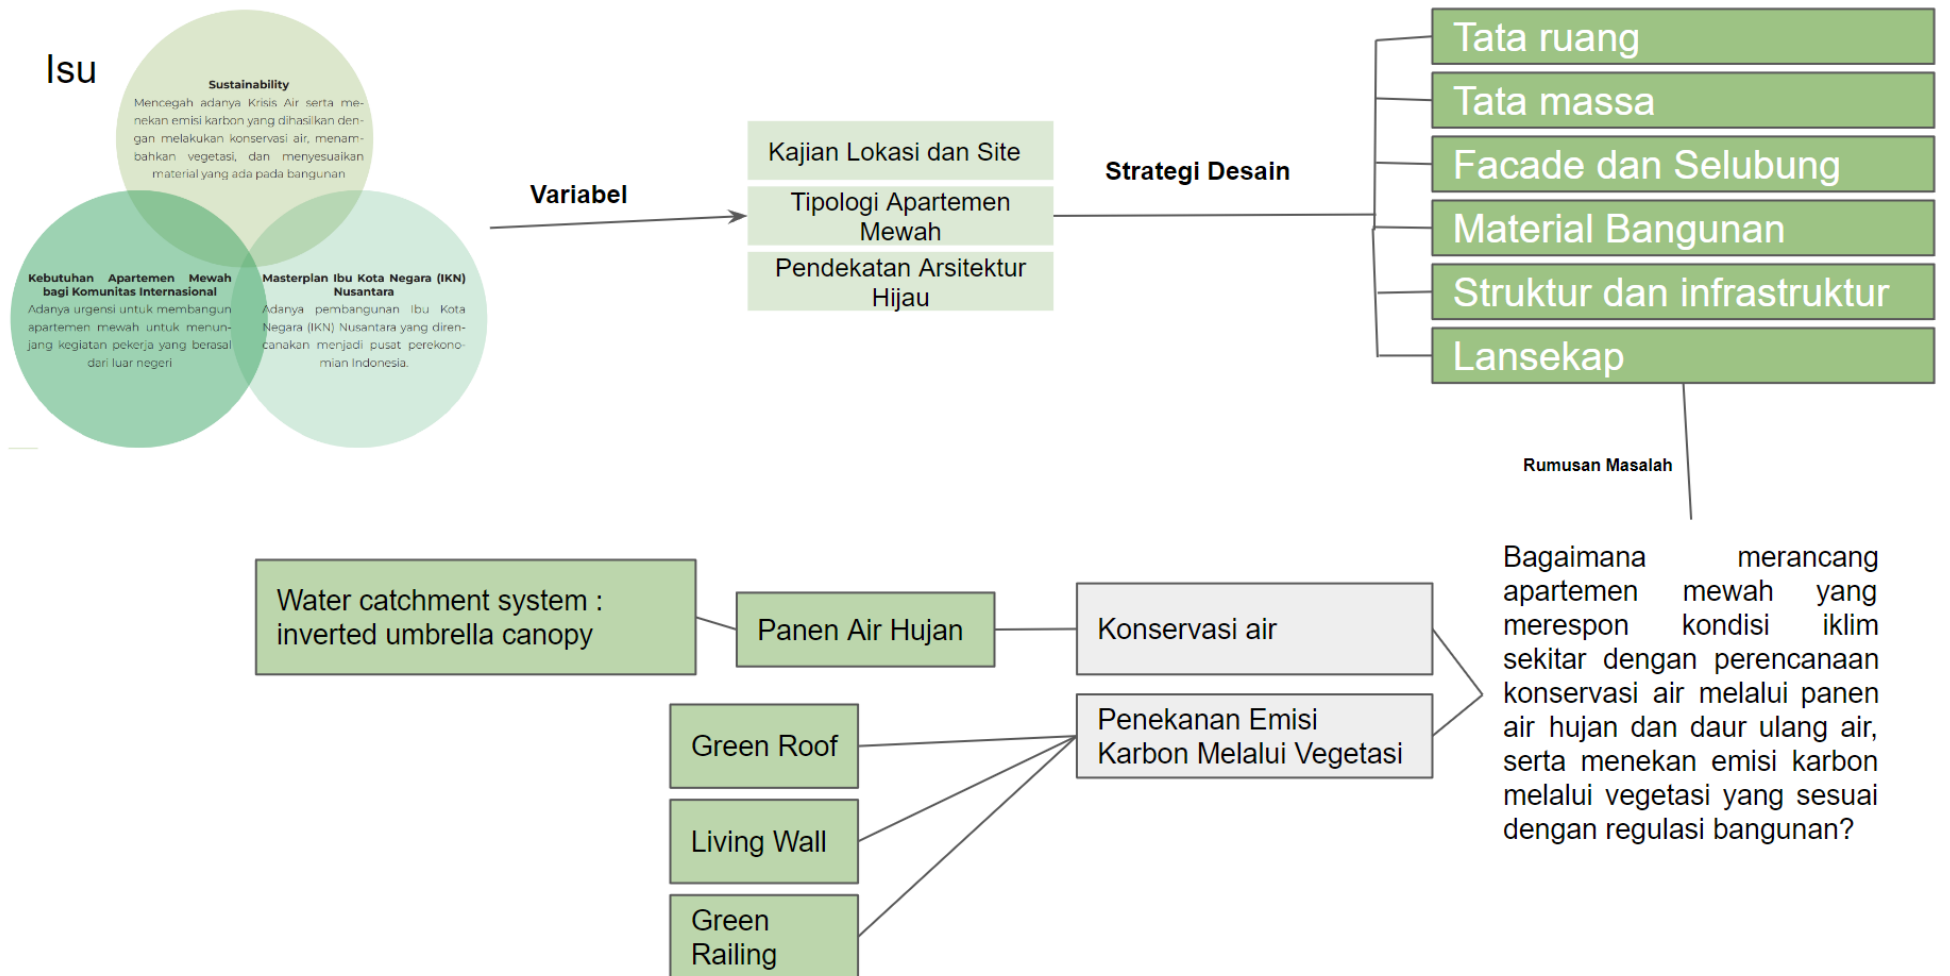 Isu
Sustainability
Mencegah adanya Krisis Air serta me-
nekan emisi karbon yang dihasilkan den-
gan melakukan konservasi air, menam-
bahkan vegetasi, dan menyesuaikan
material yang ada pada bangunan
Kebutuhan Apartemen Mewah
bagi Komunitas Internasional
Adanya urgensi untuk membangun
apartemen mewah untuk menun-
jang kegiatan pekerja yang berasal
dari luar negeri
Masterplan Ibu Kota Negara (IKN)
Nusantara
Adanya pembangunan Ibu Kota
Negara (IKN) Nusantara yang diren-
canakan menjadi pusat perekono-
mian Indonesia.
Variabel
Kajian Lokasi dan Site
Tipologi Apartemen
Mewah
Pendekatan Arsitektur
Hijau
Strategi Desain
Tata ruang
Tata massa
Facade dan Selubung
Material Bangunan
Struktur dan infrastruktur
Lansekap
Rumusan Masalah
Bagaimana merancang
apartemen mewah yang
merespon kondisi iklim
sekitar dengan perencanaan
konservasi air melalui panen
air hujan dan daur ulang air,
serta menekan emisi karbon
melalui vegetasi yang sesuai
dengan regulasi bangunan?
Konservasi air
Panen Air Hujan
Water catchment system :
inverted umbrella canopy
Penekanan Emisi
Karbon Melalui Vegetasi
Green Roof
Living Wall
Green
Railing